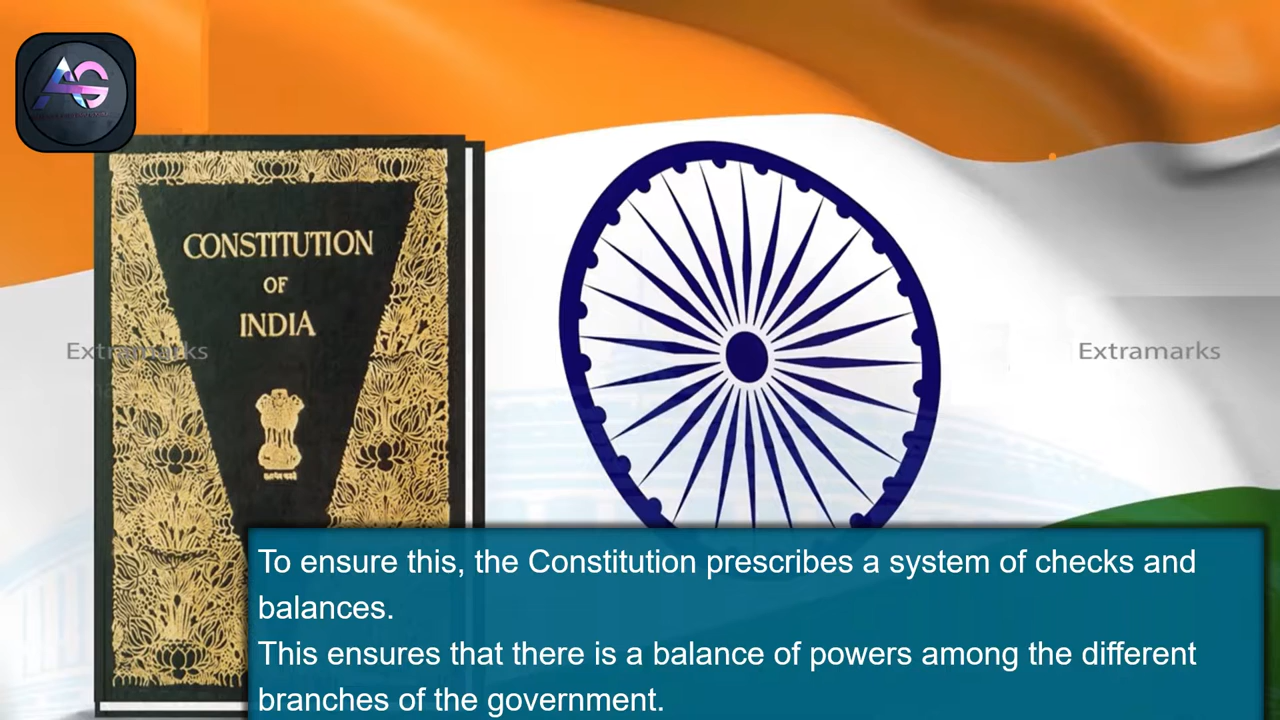 AG
CONSTITUTION
OF
INDIA
Extramarks
Extramarks
To ensure this, the Constitution prescribes a system of checks and
balances.
This ensures that there is a balance of powers among the different
branches of the government.